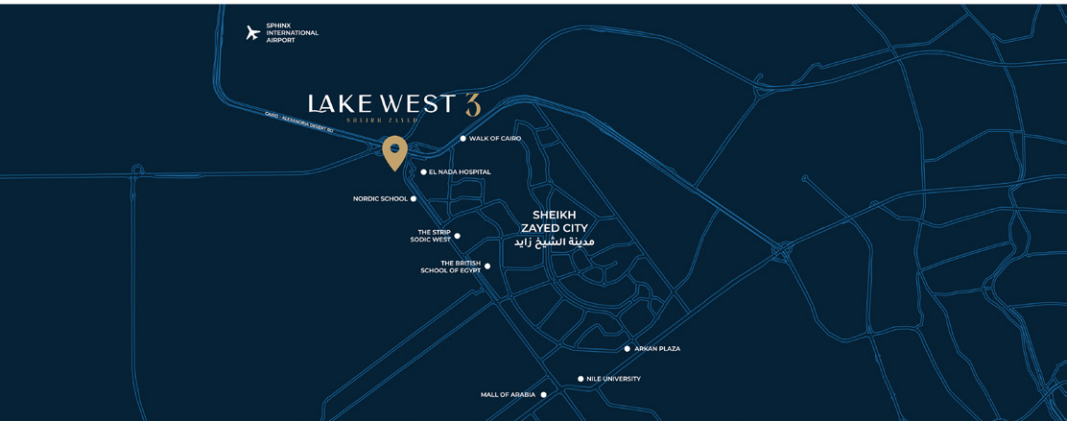 SPHINX
INTERNATIONAL
AIRPORT
LAKE WEST 3
SHEIKH ZAYED
CAIRO - ALEXANDRIA DESERT RD
WALK OF CAIRO
EL NADA HOSPITAL
NORDIC SCHOOL
SHEIKH
ZAYED CITY
مدينة الشيخ زايد
THE STRIP
SODIC WEST
THE BRITISH
SCHOOL OF EGYPT
ARKAN PLAZA
NILE UNIVERSITY
MALL OF ARABIA